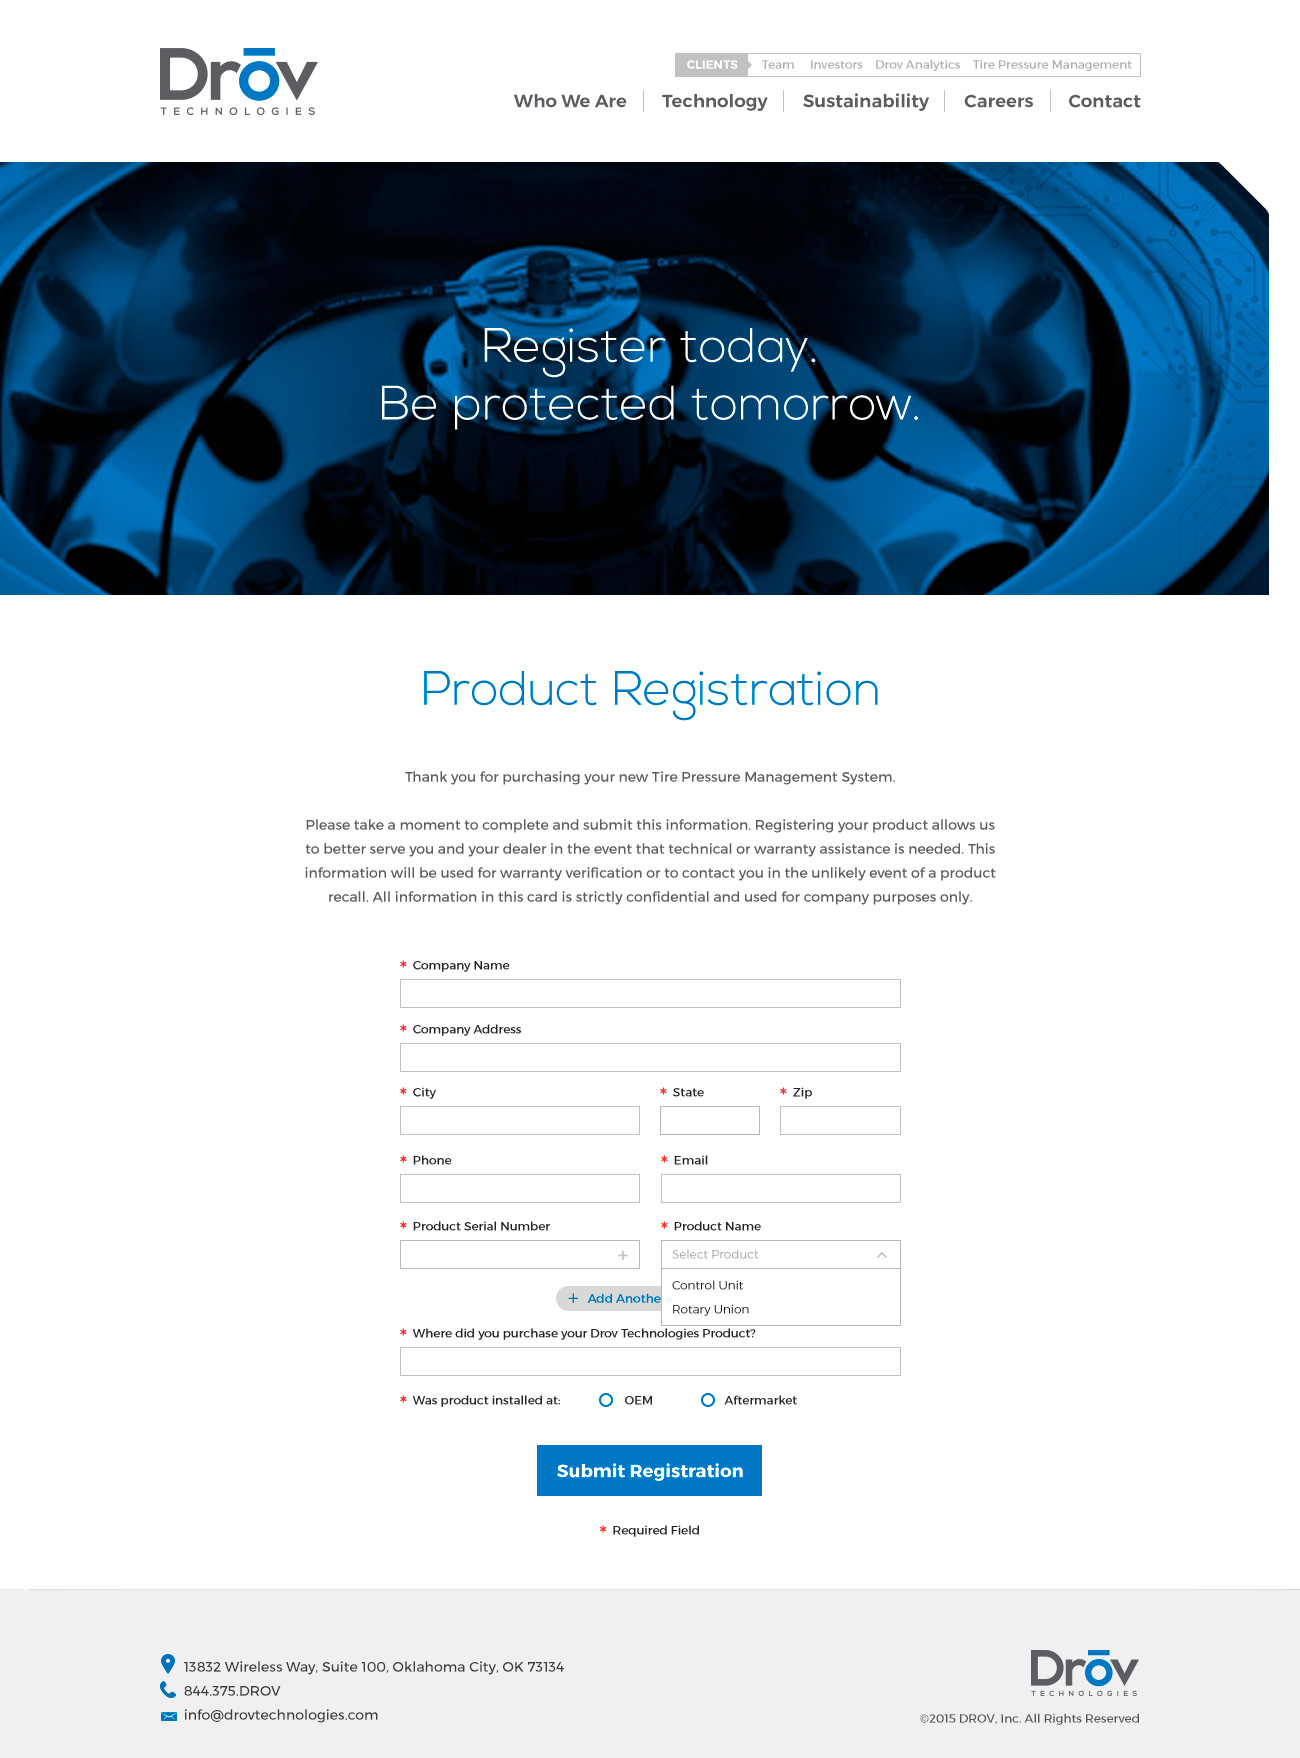 Drōv
TECHNOLOGIES
CLIENTS Team Investors Drov Analytics Tire Pressure Management
Who We Are Technology Sustainability Careers Contact
Register today.
Be protected tomorrow.
Product Registration
Thank you for purchasing your new Tire Pressure Management System.
Please take a moment to complete and submit this information. Registering your product allows us
to better serve you and your dealer in the event that technical or warranty assistance is needed. This
information will be used for warranty verification or to contact you in the unlikely event of a product
recall. All information in this card is strictly confidential and used for company purposes only.
* Company Name
* Company Address
* City * State * Zip
* Phone * Email
* Product Serial Number * Product Name
+ Select Product
Control Unit
+ Add Anothe
Rotary Union
* Where did you purchase your Drov Technologies Product?
* Was product installed at: OEM Aftermarket
Submit Registration
* Required Field
13832 Wireless Way, Suite 100, Oklahoma City, OK 73134
844.375.DROV
info@drovtechnologies.com
Drōv
TECHNOLOGIES
©2015 DROV, Inc. All Rights Reserved